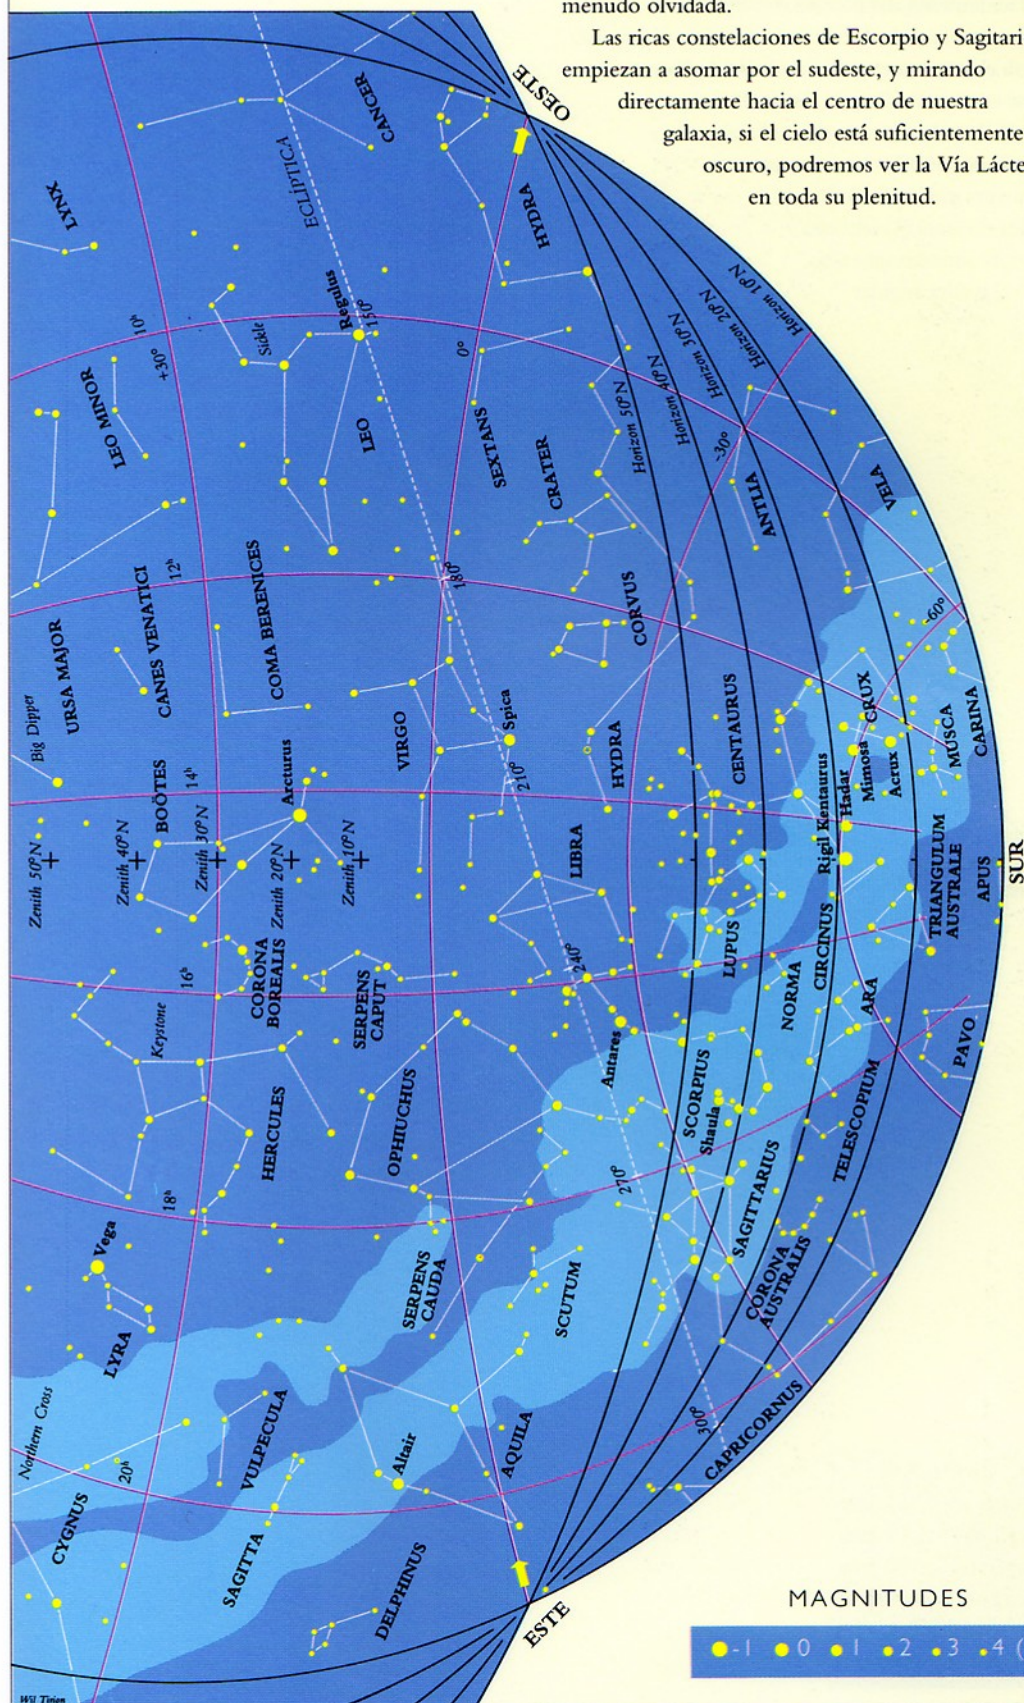 menudo olvidada.
Las ricas constelaciones de Escorpio y Sagitari
empiezan a asomar por el sudeste, y mirando
directamente hacia el centro de nuestra
galaxia, si el cielo está suficientemente
oscuro, podremos ver la Vía Lácte
en toda su plenitud.
OESTE
CANCER
ECLÍPTICA
LYNX
HYDRA
Regulus
150°
Sickle
10h
+30°
0°
LEO MINOR
LEO
SEXTANS
CRATER
Horizon 50°N
Horizon 40°N
Horizon 30°N
Horizon 20°N
Horizon 10°N
-30°
ANTLIA
VELA
12h
180°
CANES VENATICI
COMA BERENICES
URSA MAJOR
Big Dipper
CORVUS
-60°
VIRGO
Spica
210°
HYDRA
CENTAURUS
CRUX
Mimosa
Acrux
MUSCA
CARINA
Arcturus
BOÖTES
14h
Hadar
Rigil Kentaurus
Zenith 50°N
Zenith 40°N
Zenith 30°N
Zenith 20°N
Zenith 10°N
LIBRA
TRIANGULUM
AUSTRALE
APUS
SUR
CORONA
BOREALIS
16h
SERPENS
CAPUT
240°
LUPUS
NORMA
CIRCINUS
ARA
PAVO
Keystone
HERCULES
OPHIUCHUS
Antares
SCORPIUS
Shaula
TELESCOPIUM
18h
270°
SAGITTARIUS
CORONA
AUSTRALIS
Vega
LYRA
SERPENS
CAUDA
SCUTUM
Northern Cross
20h
VULPECULA
Altair
AQUILA
300°
CAPRICORNUS
CYGNUS
SAGITTA
DELPHINUS
ESTE
Wil Tirion
MAGNITUDES
-1 0 1 2 3 4 (